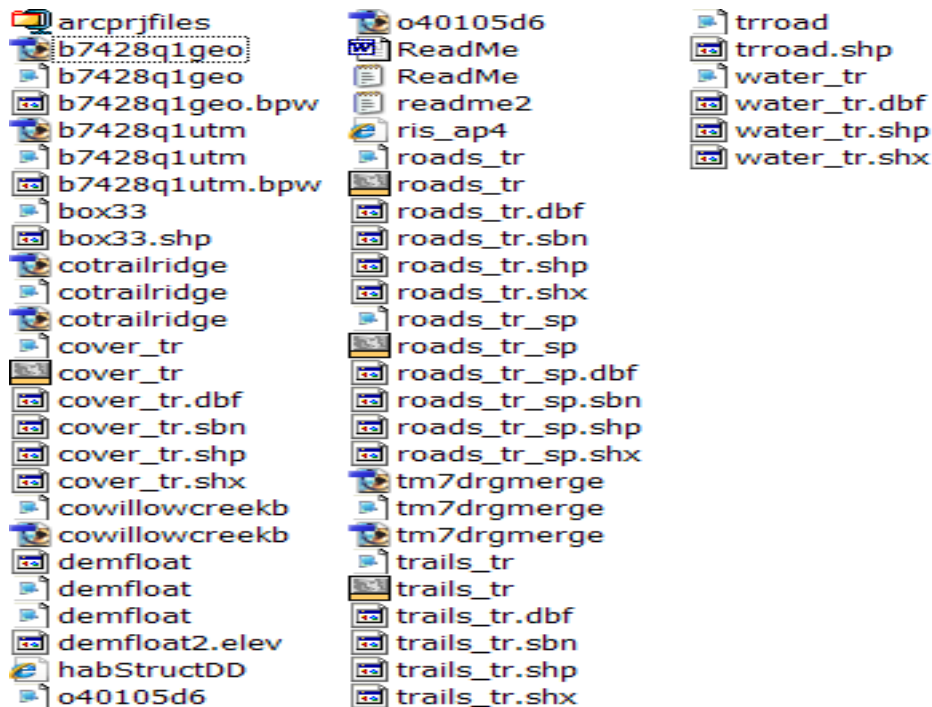 arcprjfiles
b7428q1geo
b7428q1geo
b7428q1geo.bpw
b7428q1utm
b7428q1utm
b7428q1utm.bpw
box33
box33.shp
cotrailridge
cotrailridge
cotrailridge
cover_tr
cover_tr
cover_tr.dbf
cover_tr.sbn
cover_tr.shp
cover_tr.shx
cowillowcreekb
cowillowcreekb
demfloat
demfloat
demfloat
demfloat2.elev
habStructDD
o40105d6
o40105d6
ReadMe
ReadMe
readme2
ris_ap4
roads_tr
roads_tr
roads_tr.dbf
roads_tr.sbn
roads_tr.shp
roads_tr.shx
roads_tr_sp
roads_tr_sp
roads_tr_sp.dbf
roads_tr_sp.sbn
roads_tr_sp.shp
roads_tr_sp.shx
tm7drgmerge
tm7drgmerge
tm7drgmerge
trails_tr
trails_tr
trails_tr.dbf
trails_tr.sbn
trails_tr.shp
trails_tr.shx
trroad
trroad.shp
water_tr
water_tr.dbf
water_tr.shp
water_tr.shx